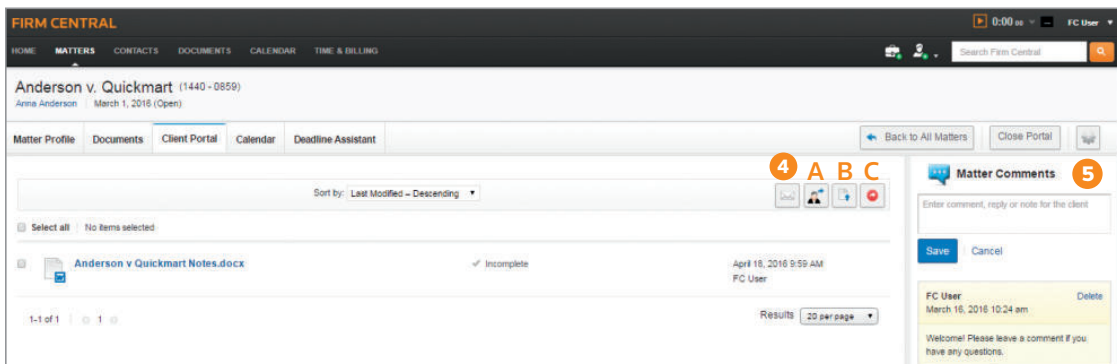 FIRM CENTRAL
0:00 00
FC User
HOME MATTERS CONTACTS DOCUMENTS CALENDAR TIME & BILLING
Search Firm Central
Anderson v. Quickmart (1440 - 0859)
Anna Anderson March 1, 2016 (Open)
Matter Profile Documents Client Portal Calendar Deadline Assistant
Back to All Matters Close Portal
4 A B C
Sort by: Last Modified – Descending
Select all No items selected
Anderson v Quickmart Notes.docx Incomplete April 18, 2016 9:59 AM
FC User
1-1 of 1 1 Results 20 per page
Matter Comments 5
Enter comment, reply or note for the client
Save Cancel
FC User Delete
March 16, 2016 10:24 am
Welcome! Please leave a comment if you
have any questions.